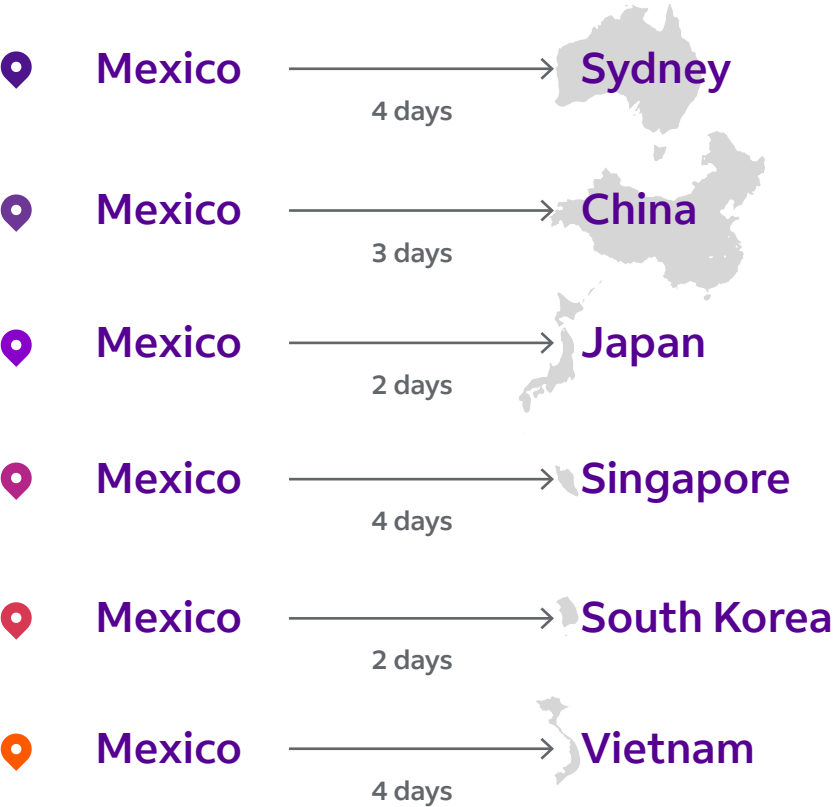 Mexico Sydney
4 days
Mexico China
3 days
Mexico Japan
2 days
Mexico Singapore
4 days
Mexico South Korea
2 days
Mexico Vietnam
4 days